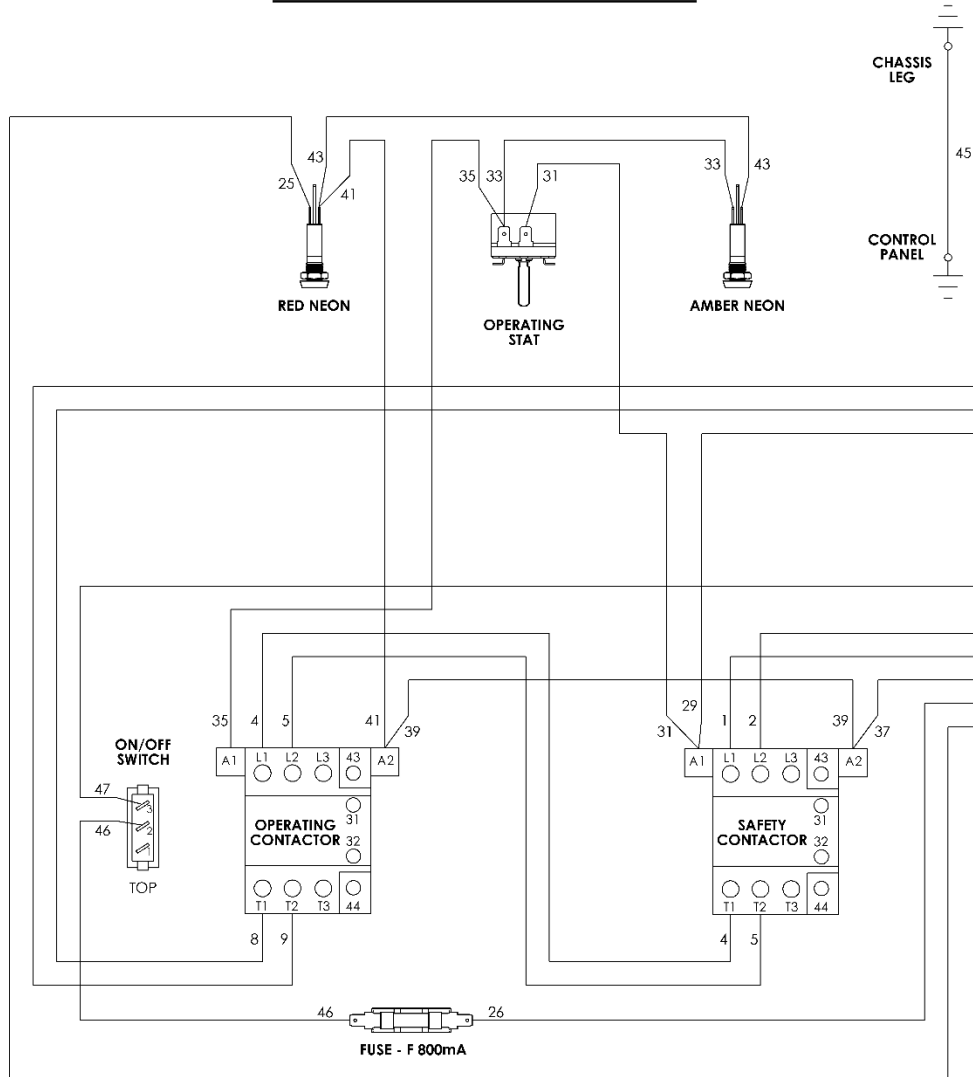 CHASSIS
LEG
45
43
25
41
35 33
31
33
43
CONTROL
PANEL
RED NEON
OPERATING
STAT
AMBER NEON
35
4
5
41
39
31
29
1
2
39
37
ON/OFF
SWITCH
A1
L1
L2
L3
43
A2
A1
L1
L2
L3
43
A2
47
3
46
2
1
TOP
31
OPERATING
CONTACTOR
32
31
SAFETY
CONTACTOR
32
T1
T2
T3
44
T1
T2
T3
44
8
9
4
5
46
26
FUSE - F 800mA